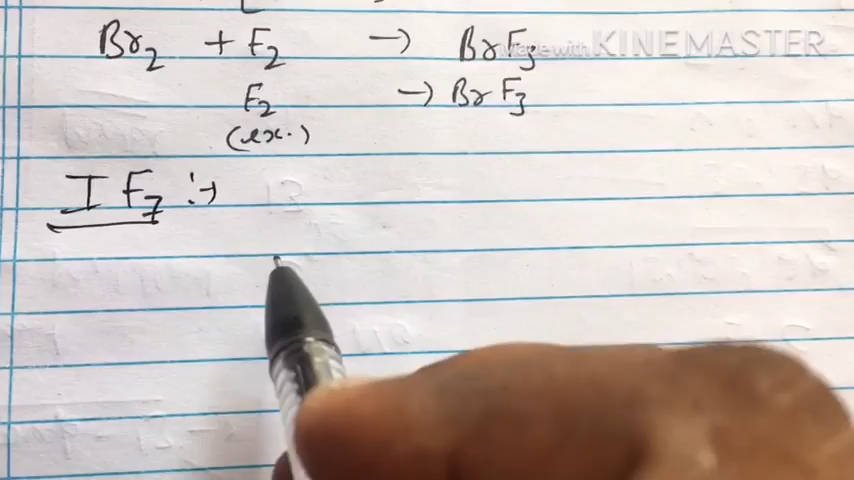 Br₂ + F₂ → BrF₃
Made with KINEMASTER
F₂ → BrF₃
(ex.)
IF₇ :→